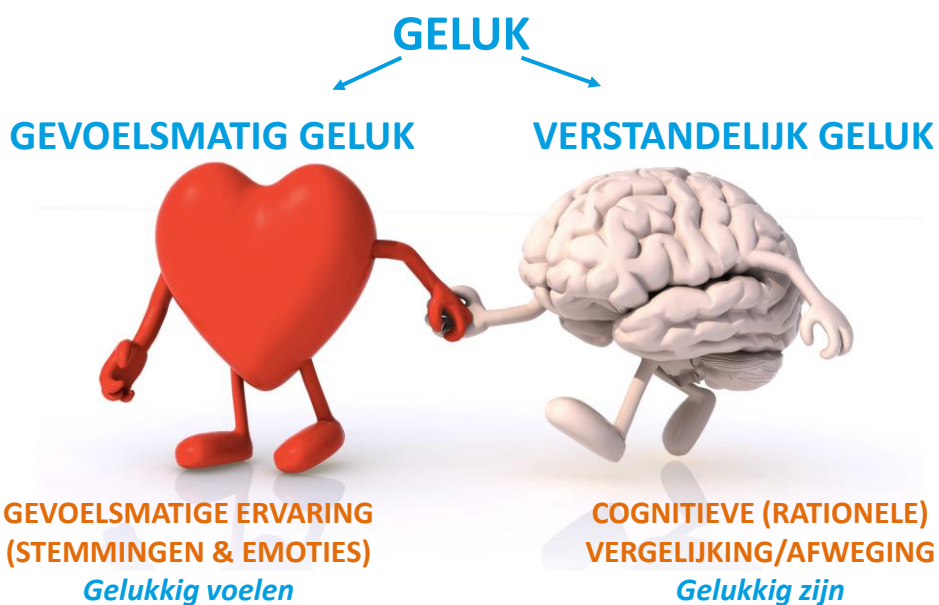 GELUK
GEVOELSMATIG GELUK
VERSTANDELIJK GELUK
GEVOELSMATIGE ERVARING
(STEMMINGEN & EMOTIES)
Gelukkig voelen
COGNITIEVE (RATIONELE)
VERGELIJKING/AFWEGING
Gelukkig zijn